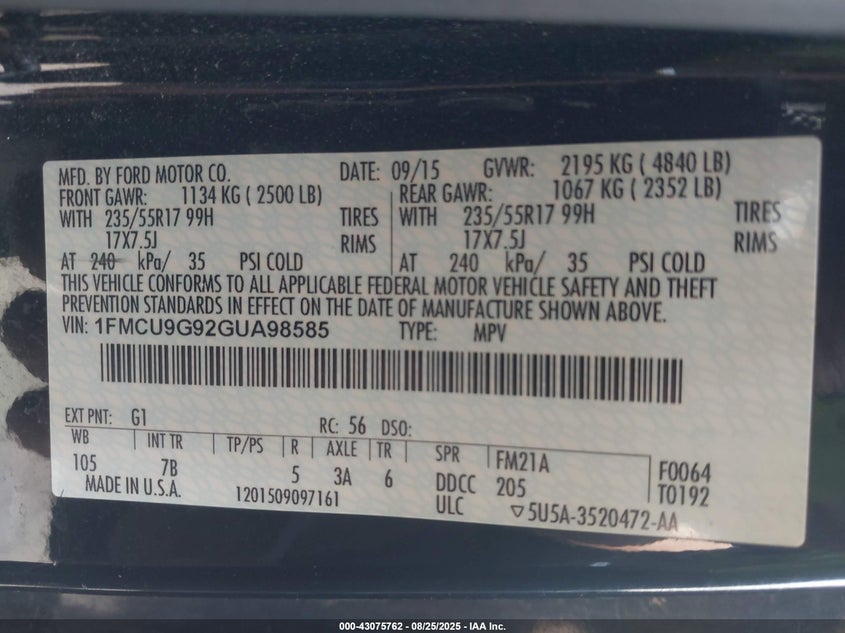 MFD. BY FORD MOTOR CO. DATE: 09/15 GVWR: 2195 KG ( 4840 LB)
FRONT GAWR: 1134 KG ( 2500 LB) REAR GAWR: 1067 KG ( 2352 LB)
WITH 235/55R17 99H TIRES WITH 235/55R17 99H TIRES
17X7.5J RIMS 17X7.5J RIMS
AT 240 kPa/ 35 PSI COLD AT 240 kPa/ 35 PSI COLD
THIS VEHICLE CONFORMS TO ALL APPLICABLE FEDERAL MOTOR VEHICLE SAFETY AND THEFT
PREVENTION STANDARDS IN EFFECT ON THE DATE OF MANUFACTURE SHOWN ABOVE.
VIN: 1FMCU9G92GUA98585 TYPE: MPV
EXT PNT: G1 RC: 56 DSO:
WB INT TR TP/PS R AXLE TR SPR FM21A F0064
105 7B 5 3A 6 DDCC 205 T0192
MADE IN U.S.A. 1201509097161 ULC ▽5U5A-3520472-AA
000-43075762 - 08/25/2025 - IAA Inc.